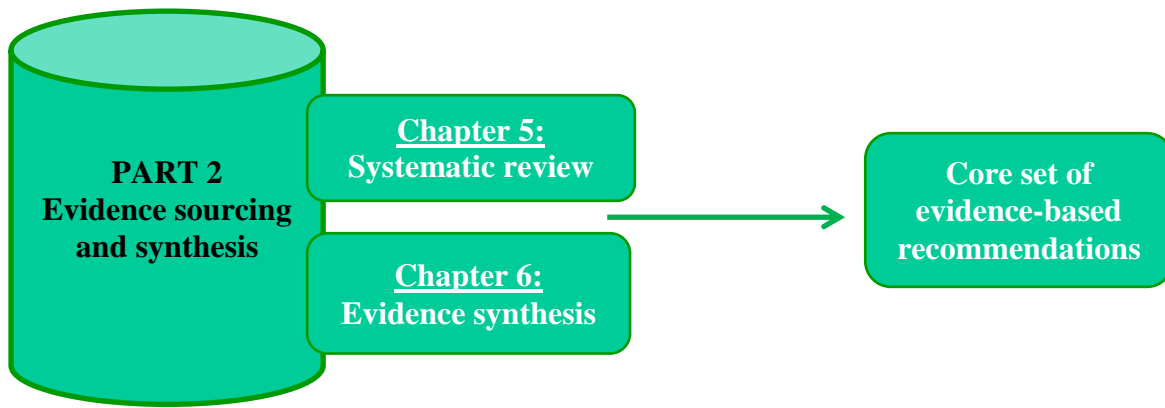 PART 2
Evidence sourcing
and synthesis
Chapter 5:
Systematic review
Chapter 6:
Evidence synthesis
Core set of
evidence-based
recommendations